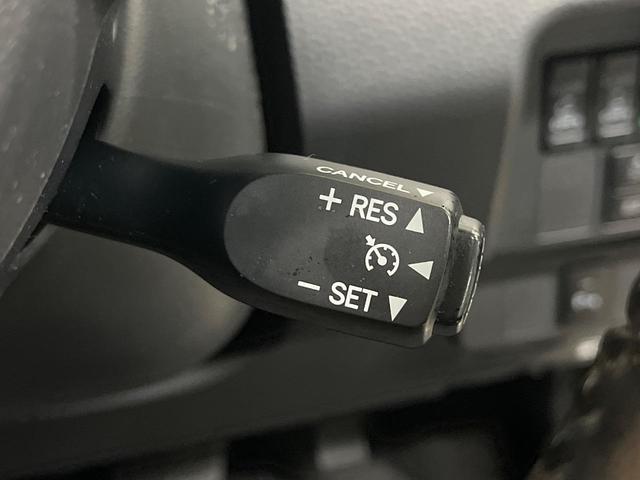 CANCEL ▼
+ RES ▲
◀
− SET ▼